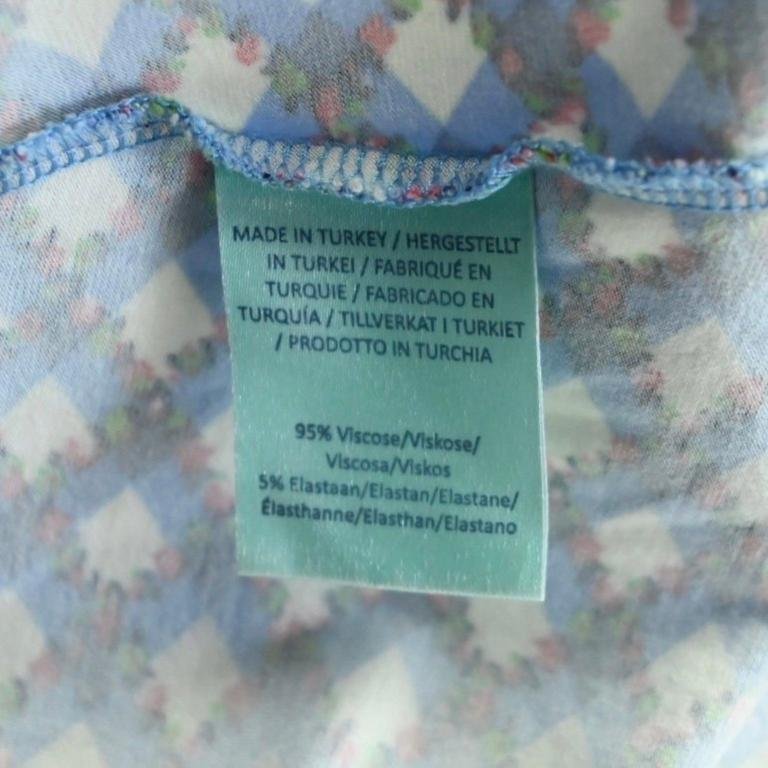 MADE IN TURKEY / HERGESTELLT
IN TURKEI / FABRIQUÉ EN
TURQUIE / FABRICADO EN
TURQUÍA / TILLVERKAT I TURKIET
/ PRODOTTO IN TURCHIA
95% Viscose/Viskose/
Viscosa/Viskos
5% Elastaan/Elastan/Elastane/
Élasthanne/Elasthan/Elastano